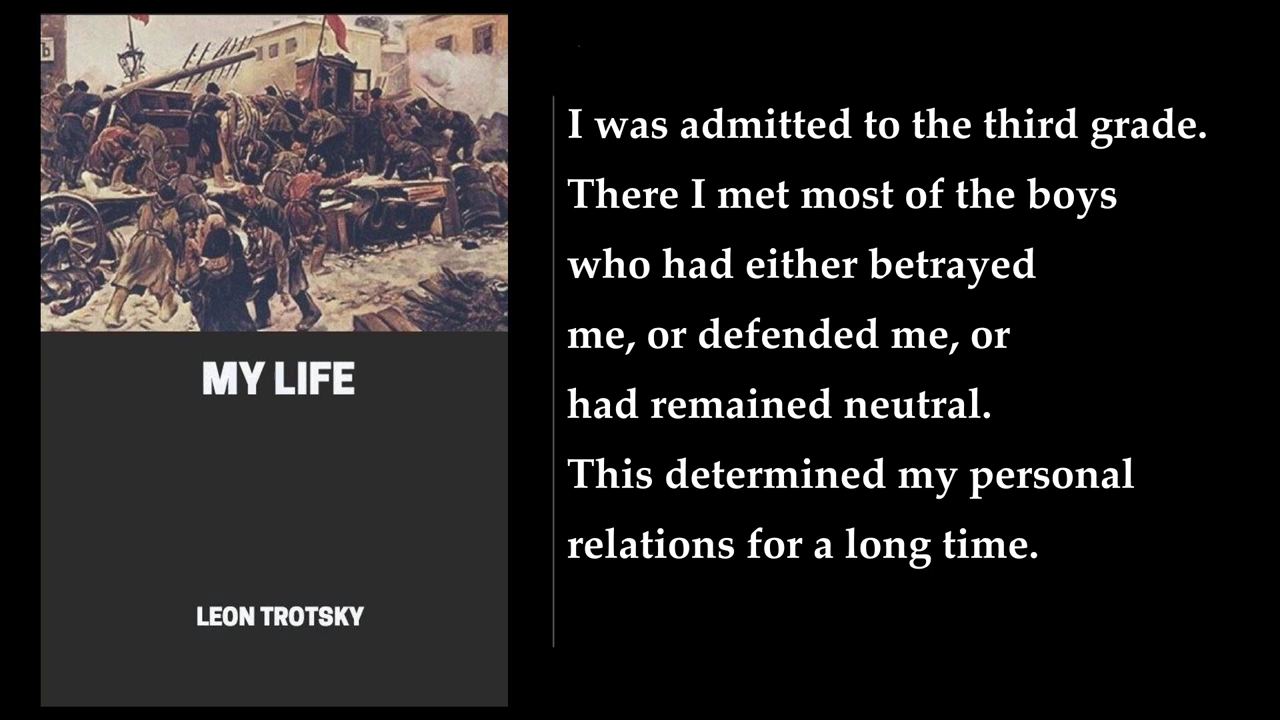 MY LIFE
LEON TROTSKY
I was admitted to the third grade.
There I met most of the boys
who had either betrayed
me, or defended me, or
had remained neutral.
This determined my personal
relations for a long time.